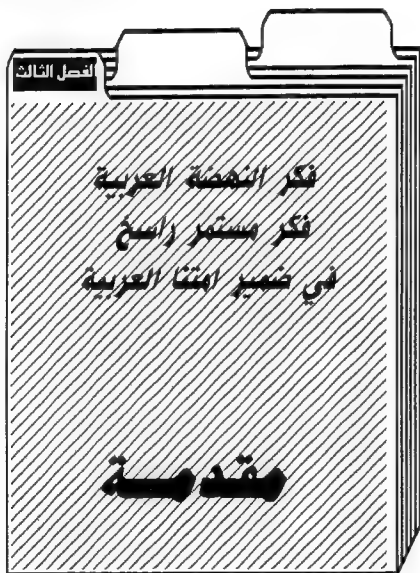 الفصل الثالث
فكر النهضة العربية
فكر مستمر راسخ
في ضمير امتنا العربية
مقدمة